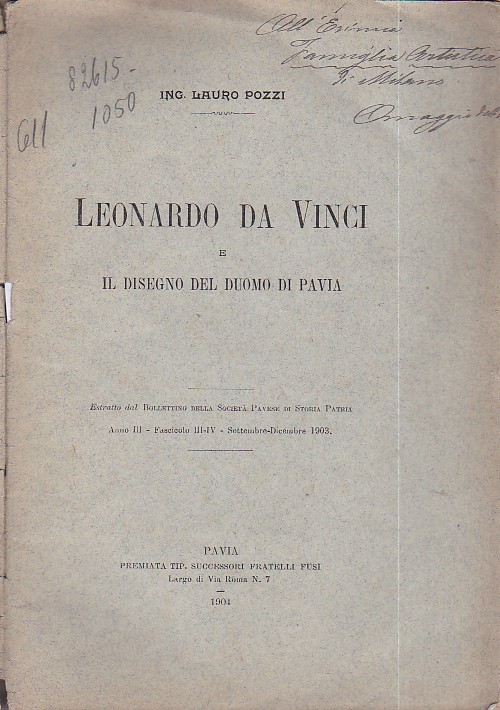 All'Esimia
Famiglia Artistica
di Milano
Omaggio
82615-
1050
611
ING. LAURO POZZI
LEONARDO DA VINCI
E
IL DISEGNO DEL DUOMO DI PAVIA
Estratto dal BOLLETTINO DELLA SOCIETÀ PAVESE DI STORIA PATRIA
Anno III - Fascicolo III-IV - Settembre-Dicembre 1903.
PAVIA
PREMIATA TIP. SUCCESSORI FRATELLI FUSI
Largo di Via Roma N. 7
1904